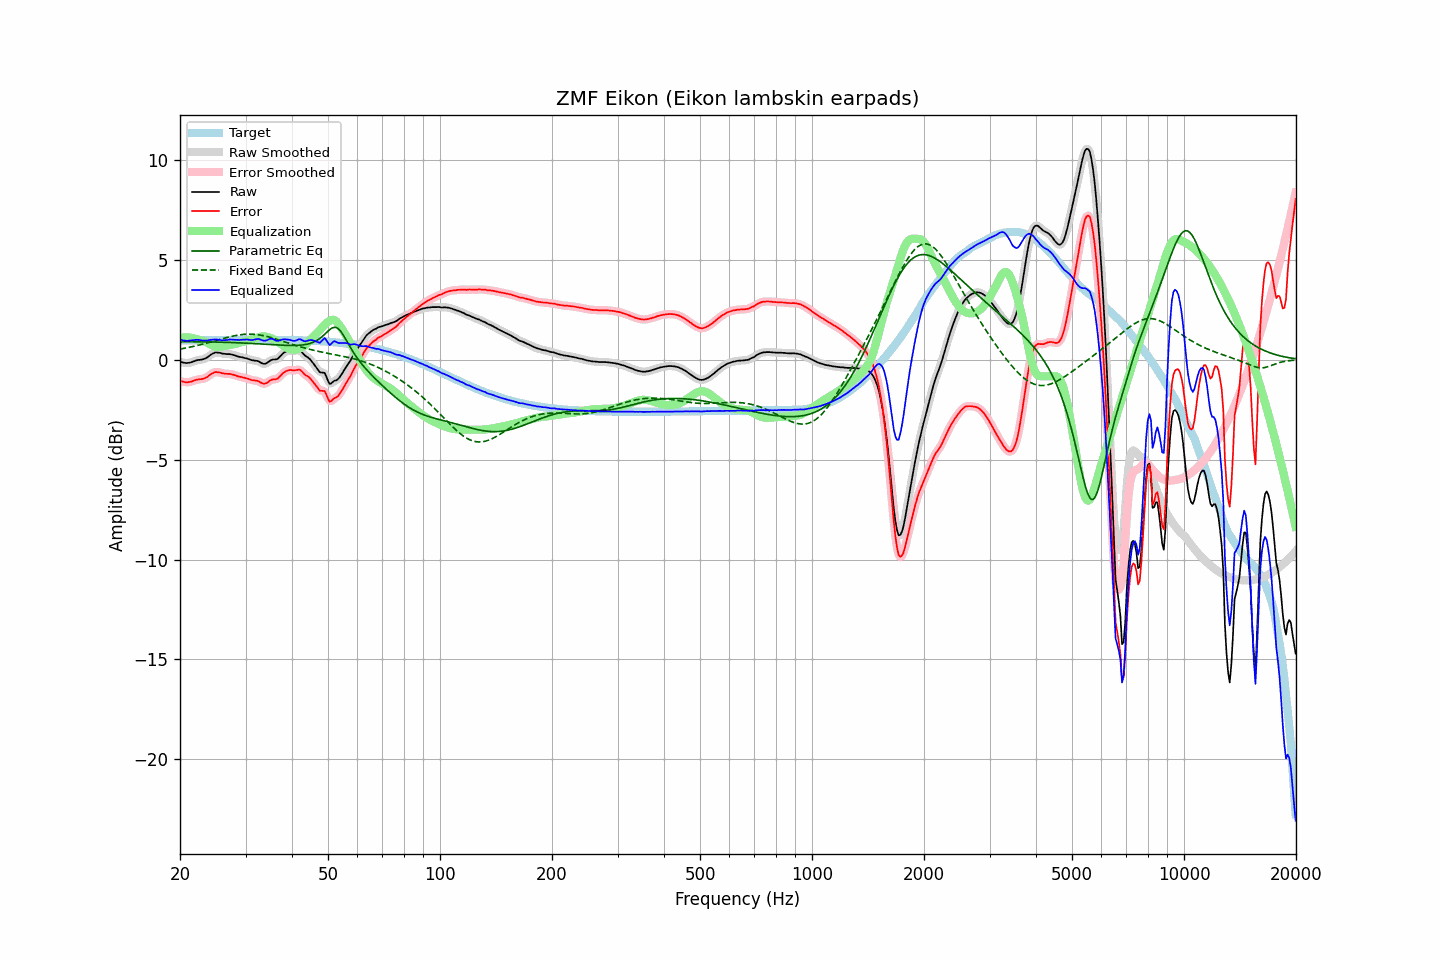 ZMF Eikon (Eikon lambskin earpads)
Target
Raw Smoothed
Error Smoothed
Raw
Error
Equalization
Parametric Eq
Fixed Band Eq
Equalized
10
5
0
−5
−10
−15
−20
Amplitude (dBr)
20 50 100 200 500 1000 2000 5000 10000 20000
Frequency (Hz)